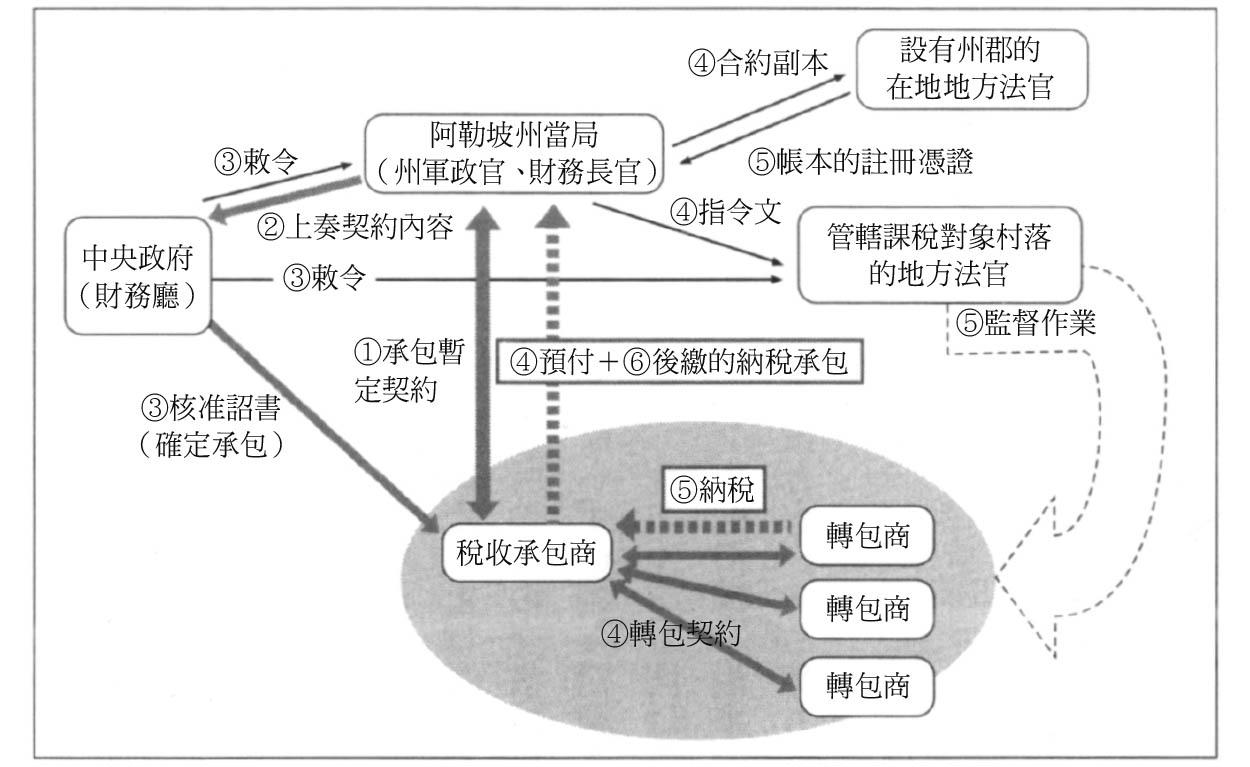 ④合約副本
設有州郡的
在地地方法官
阿勒坡州當局
（州軍政官、財務長官）
③敕令
⑤帳本的註冊憑證
②上奏契約內容
④指令文
管轄課稅對象村落
的地方法官
中央政府
（財務廳）
③敕令
⑤監督作業
①承包暫
定契約
④預付＋⑥後繳的納稅承包
③核准詔書
（確定承包）
⑤納稅
稅收承包商
轉包商
轉包商
④轉包契約
轉包商